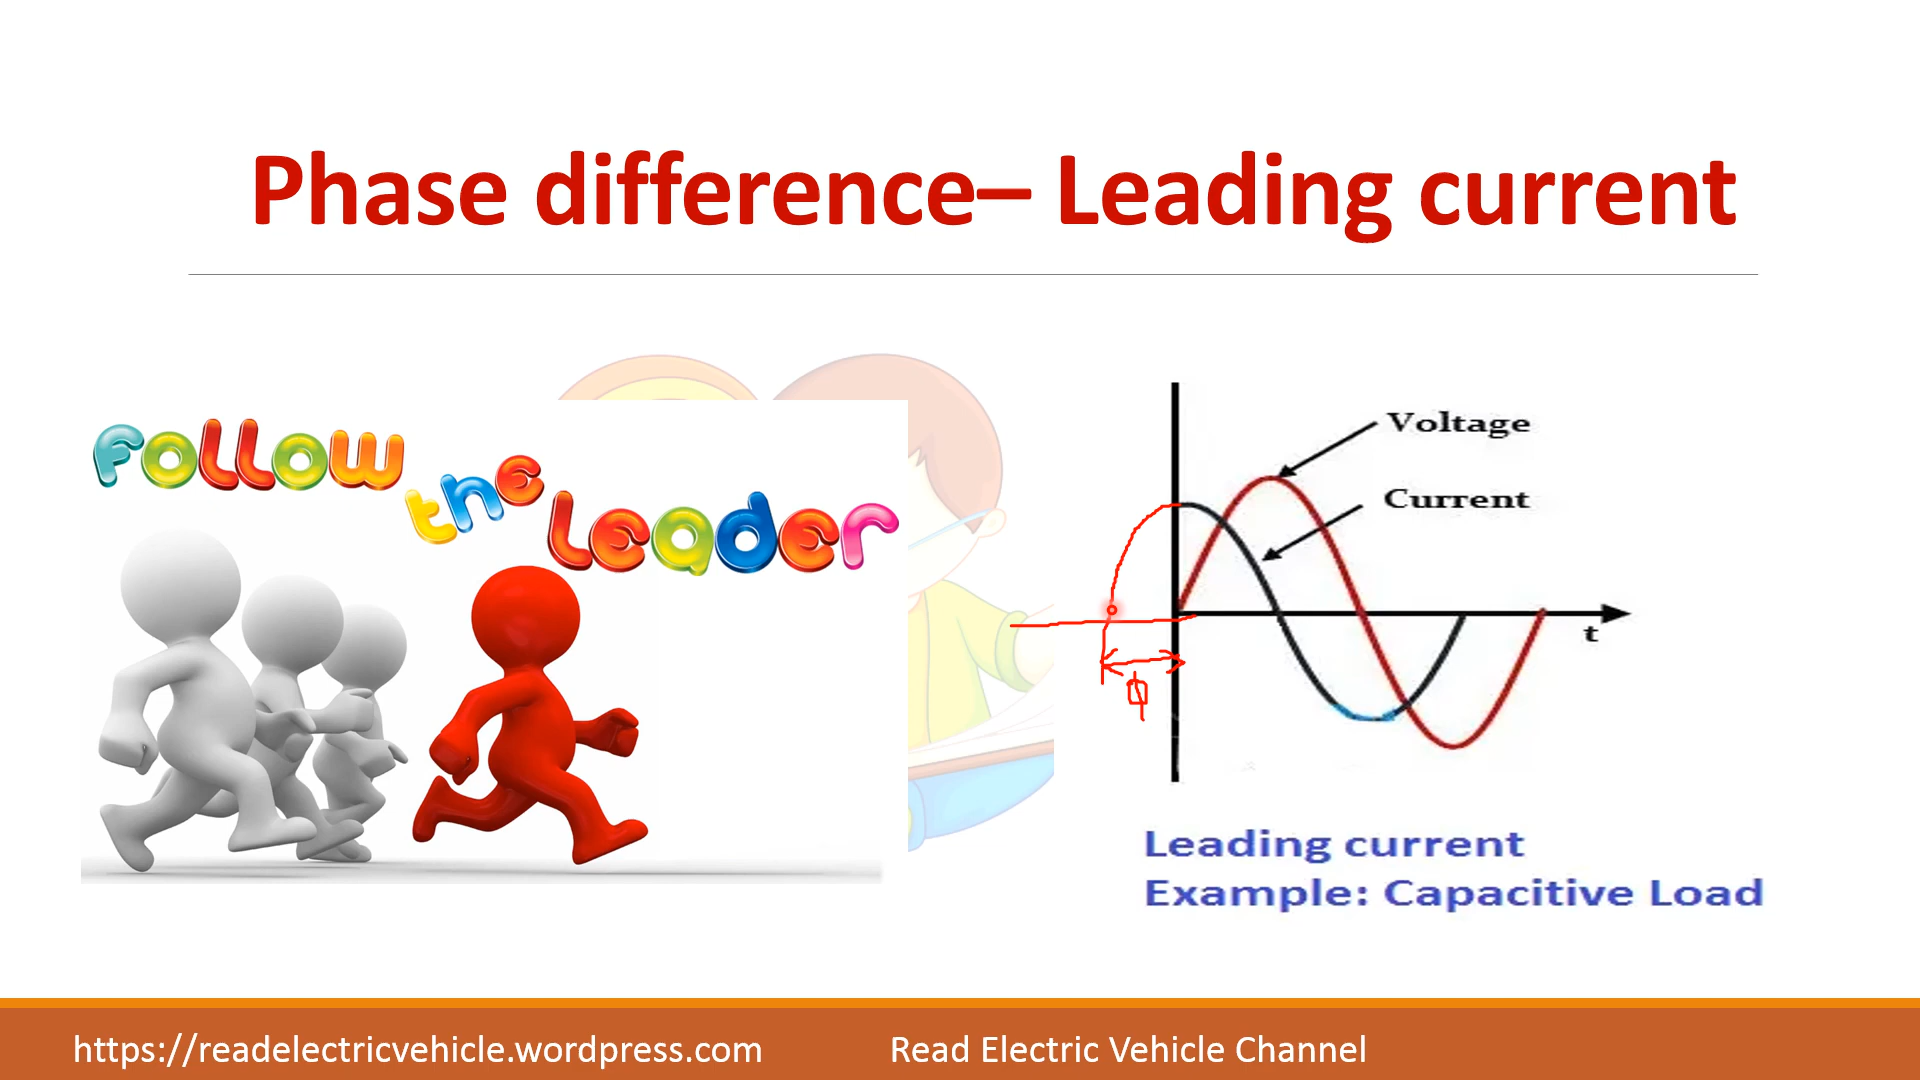 Phase difference– Leading current
Follow
the
Leader
Voltage
Current
t
ϕ
Leading current
Example: Capacitive Load
https://readelectricvehicle.wordpress.com
Read Electric Vehicle Channel